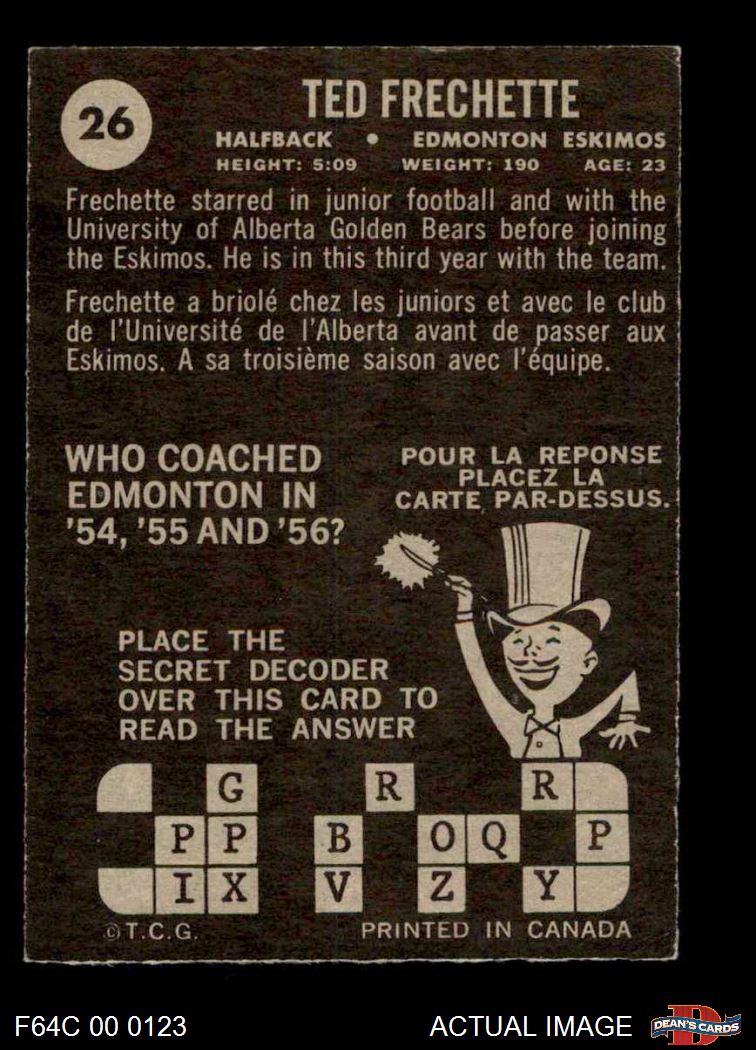 26
TED FRECHETTE
HALFBACK • EDMONTON ESKIMOS
HEIGHT: 5:09 WEIGHT: 190 AGE: 23
Frechette starred in junior football and with the
University of Alberta Golden Bears before joining
the Eskimos. He is in this third year with the team.
Frechette a briolé chez les juniors et avec le club
de l'Université de l'Alberta avant de passer aux
Eskimos. A sa troisième saison avec l'équipe.
WHO COACHED
EDMONTON IN
'54, '55 AND '56?
POUR LA REPONSE
PLACEZ LA
CARTE PAR-DESSUS.
PLACE THE
SECRET DECODER
OVER THIS CARD TO
READ THE ANSWER
G R R
P P B O Q P
I X V Z Y
©T.C.G. PRINTED IN CANADA
F64C 00 0123 ACTUAL IMAGE
D
DEAN'S CARDS